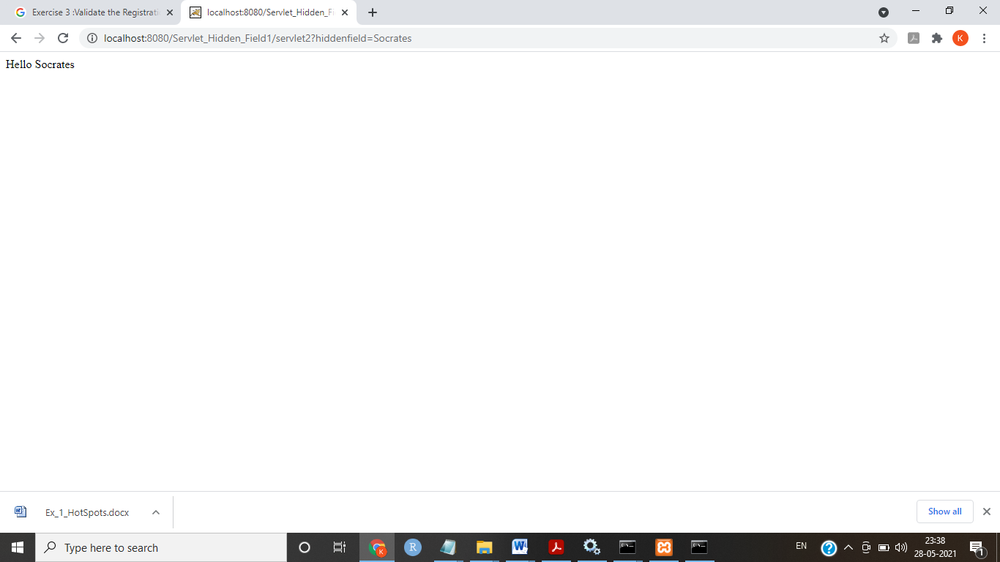 Exercise 3 :Validate the Registrati
localhost:8080/Servlet_Hidden_Fi
localhost:8080/Servlet_Hidden_Field1/servlet2?hiddenfield=Socrates
K
Hello Socrates
Ex_1_HotSpots.docx
Show all
Type here to search
K
R
EN
23:38
28-05-2021
1